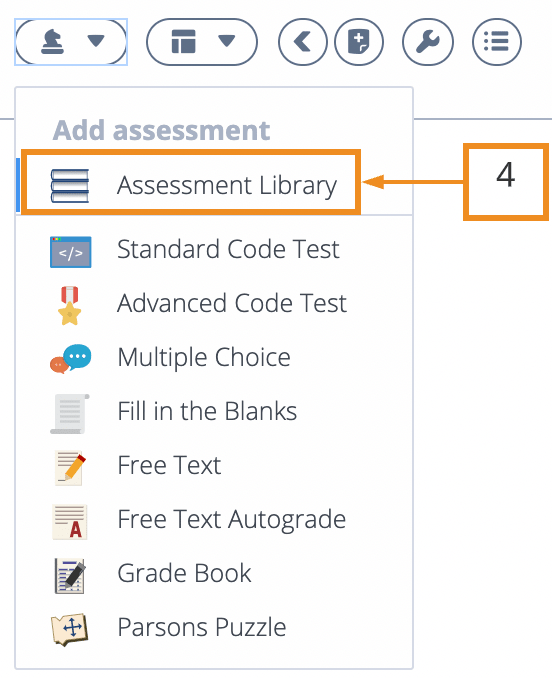 Add assessment
Assessment Library
4
</>
Standard Code Test
Advanced Code Test
Multiple Choice
Fill in the Blanks
Free Text
A
Free Text Autograde
Grade Book
Parsons Puzzle